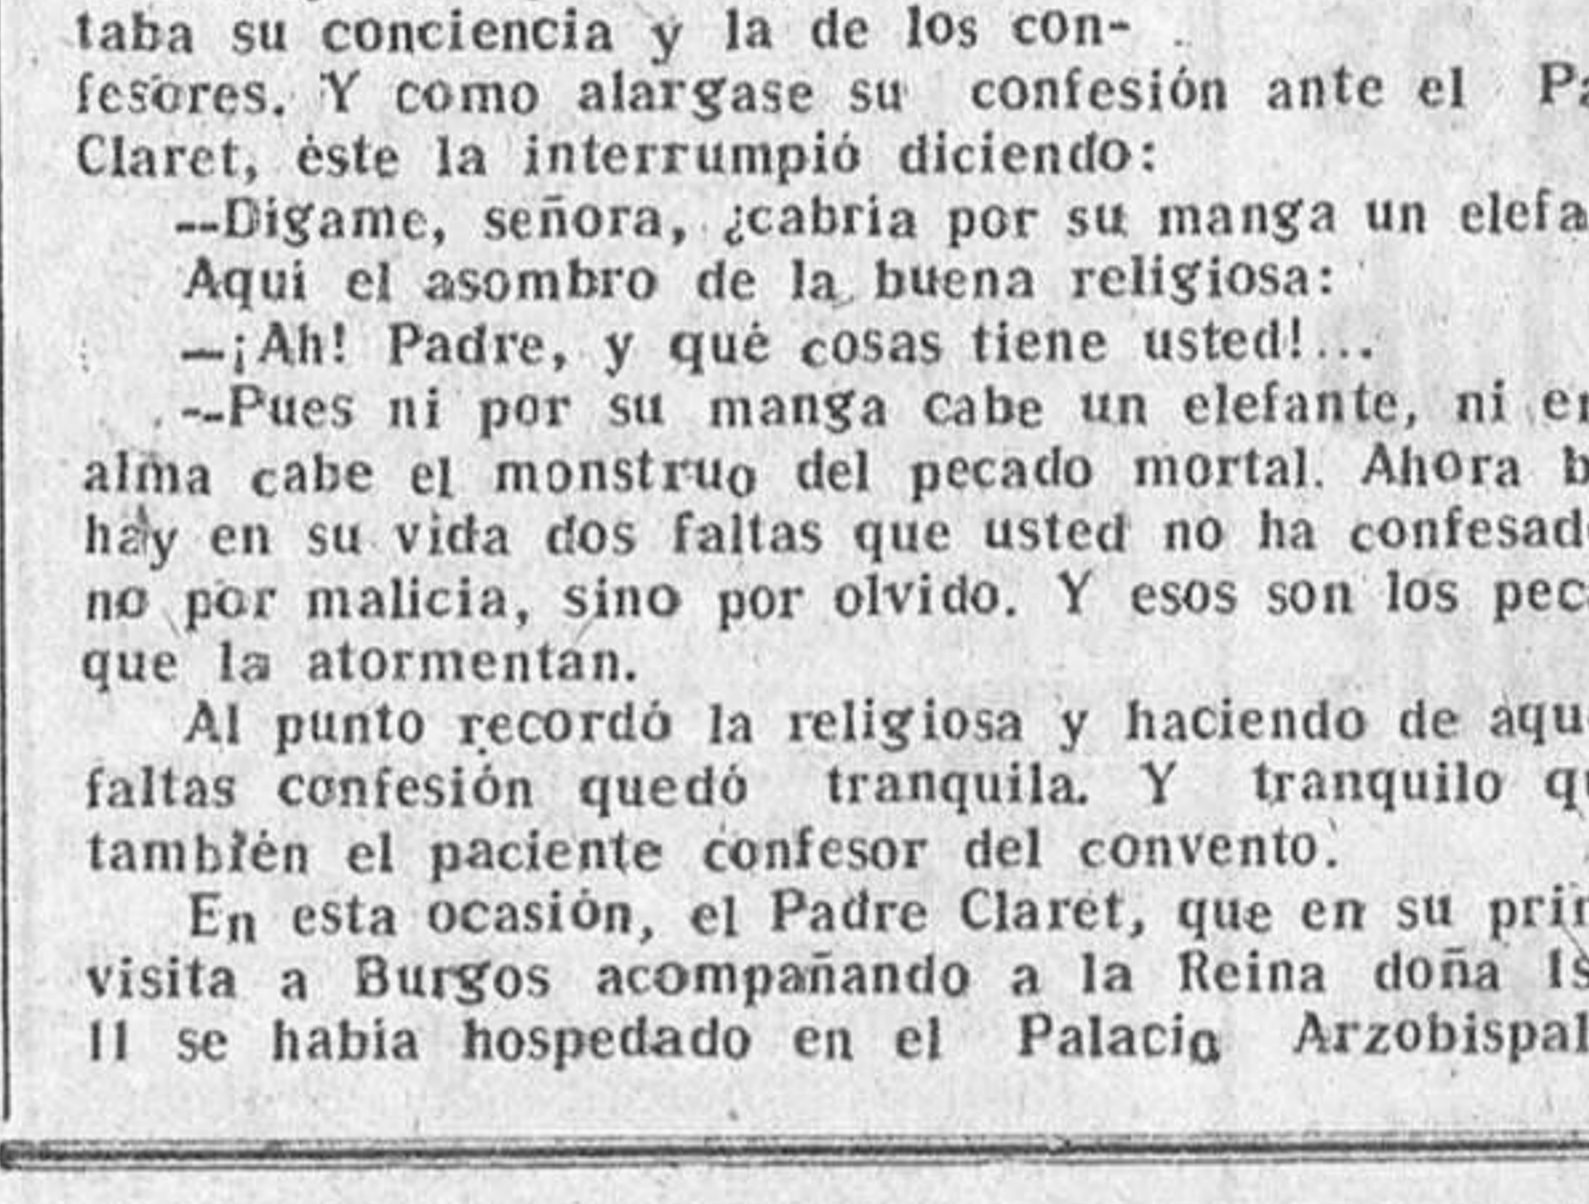 taba su conciencia y la de los con-
fesores. Y como alargase su confesión ante el
Claret, éste la interrumpió diciendo:
--Digame, señora, ¿cabría por su manga un
Aquí el asombro de la buena religiosa:
—¡Ah! Padre, y qué cosas tiene usted!...
--Pues ni por su manga cabe un elefante, ni
alma cabe el monstruo del pecado mortal. Ahora
hay en su vida dos faltas que usted no ha
no por malicia, sino por olvido. Y esos son los
que la atormentan.
Al punto recordó la religiosa y haciendo de
faltas confesión quedó tranquila. Y tranquilo
también el paciente confesor del convento.
En esta ocasión, el Padre Claret, que en su
visita a Burgos acompañando a la Reina doña
II se había hospedado en el Palacio Arzobispal